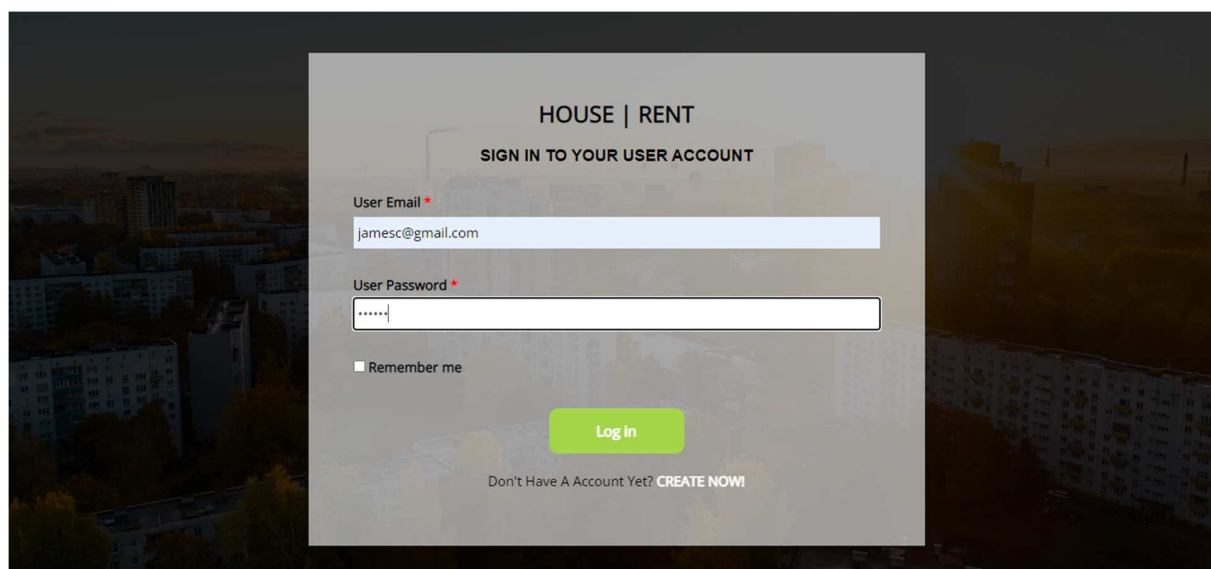 HOUSE | RENT
SIGN IN TO YOUR USER ACCOUNT
User Email *
jamesc@gmail.com
User Password *
••••••
Remember me
Log in
Don't Have A Account Yet? CREATE NOW!